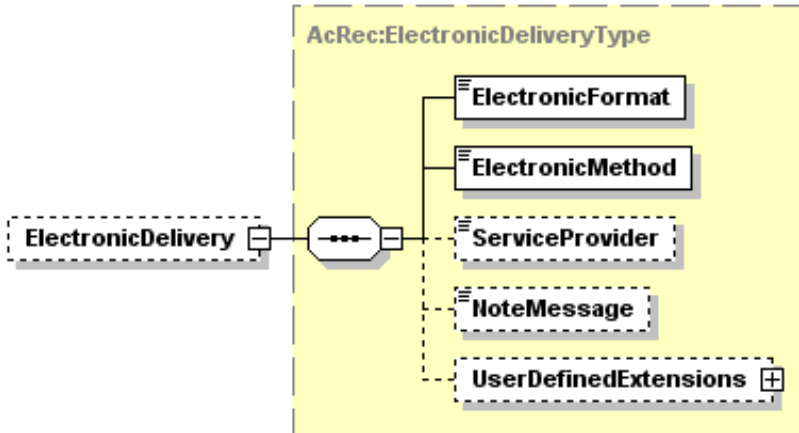 AcRec:ElectronicDeliveryType
ElectronicFormat
ElectronicMethod
ElectronicDelivery
ServiceProvider
NoteMessage
UserDefinedExtensions